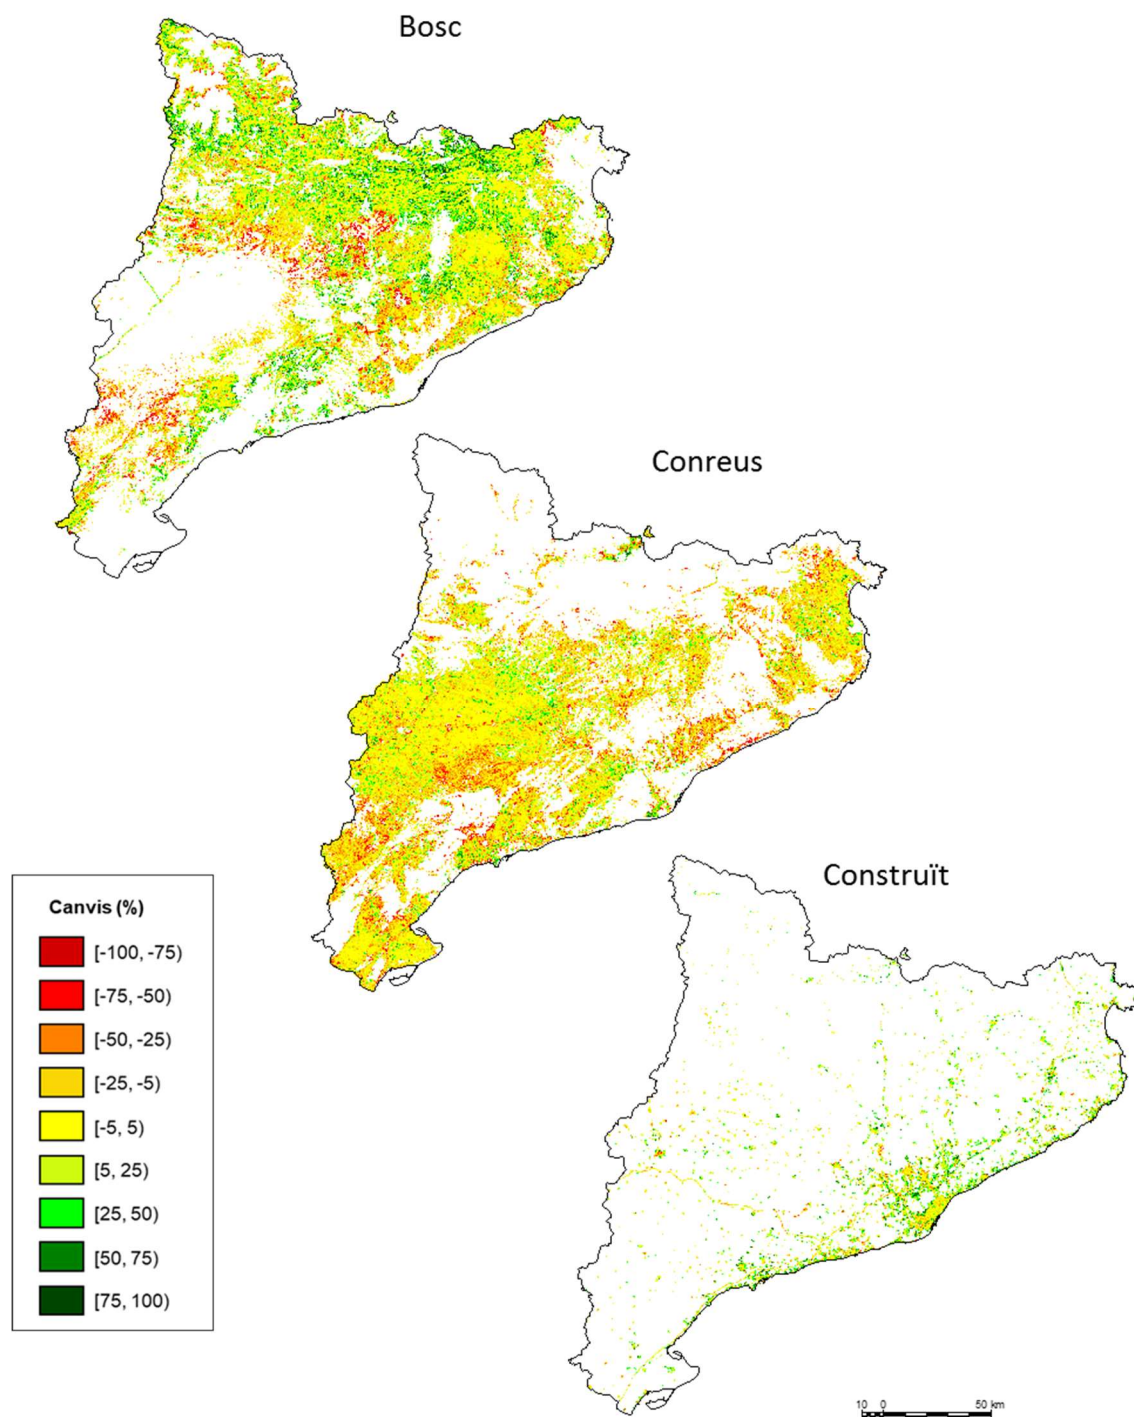 Bosc
Conreus
Construït
Canvis (%)
[-100, -75)
[-75, -50)
[-50, -25)
[-25, -5)
[-5, 5)
[5, 25)
[25, 50)
[50, 75)
[75, 100)
10 0 50 km